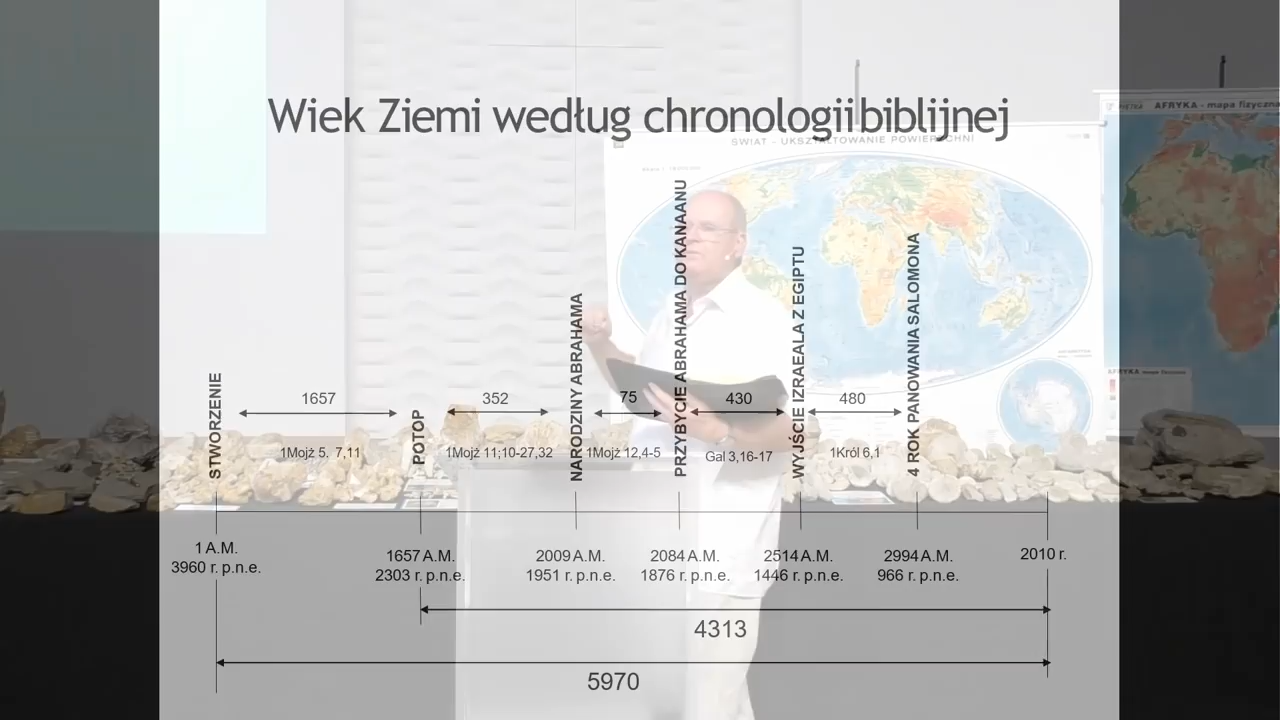 Wiek Ziemi według chronologii biblijnej
ŚWIAT - UKSZTAŁTOWANIE POWIERZCHNI
AFRYKA - mapa fizyczna
STWORZENIE
POTOP
NARODZINY ABRAHAMA
PRZYBYCIE ABRAHAMA DO KANAANU
WYJŚCIE IZRAEALA Z EGIPTU
4 ROK PANOWANIA SALOMONA
1657
352
75
430
480
1Mojż 5. 7,11
1Mojż 11;10-27,32
1Mojż 12,4-5
Gal 3,16-17
1Król 6,1
1 A.M.
3960 r. p.n.e.
1657 A.M.
2303 r. p.n.e.
2009 A.M.
1951 r. p.n.e.
2084 A.M.
1876 r. p.n.e.
2514 A.M.
1446 r. p.n.e.
2994 A.M.
966 r. p.n.e.
2010 r.
4313
5970